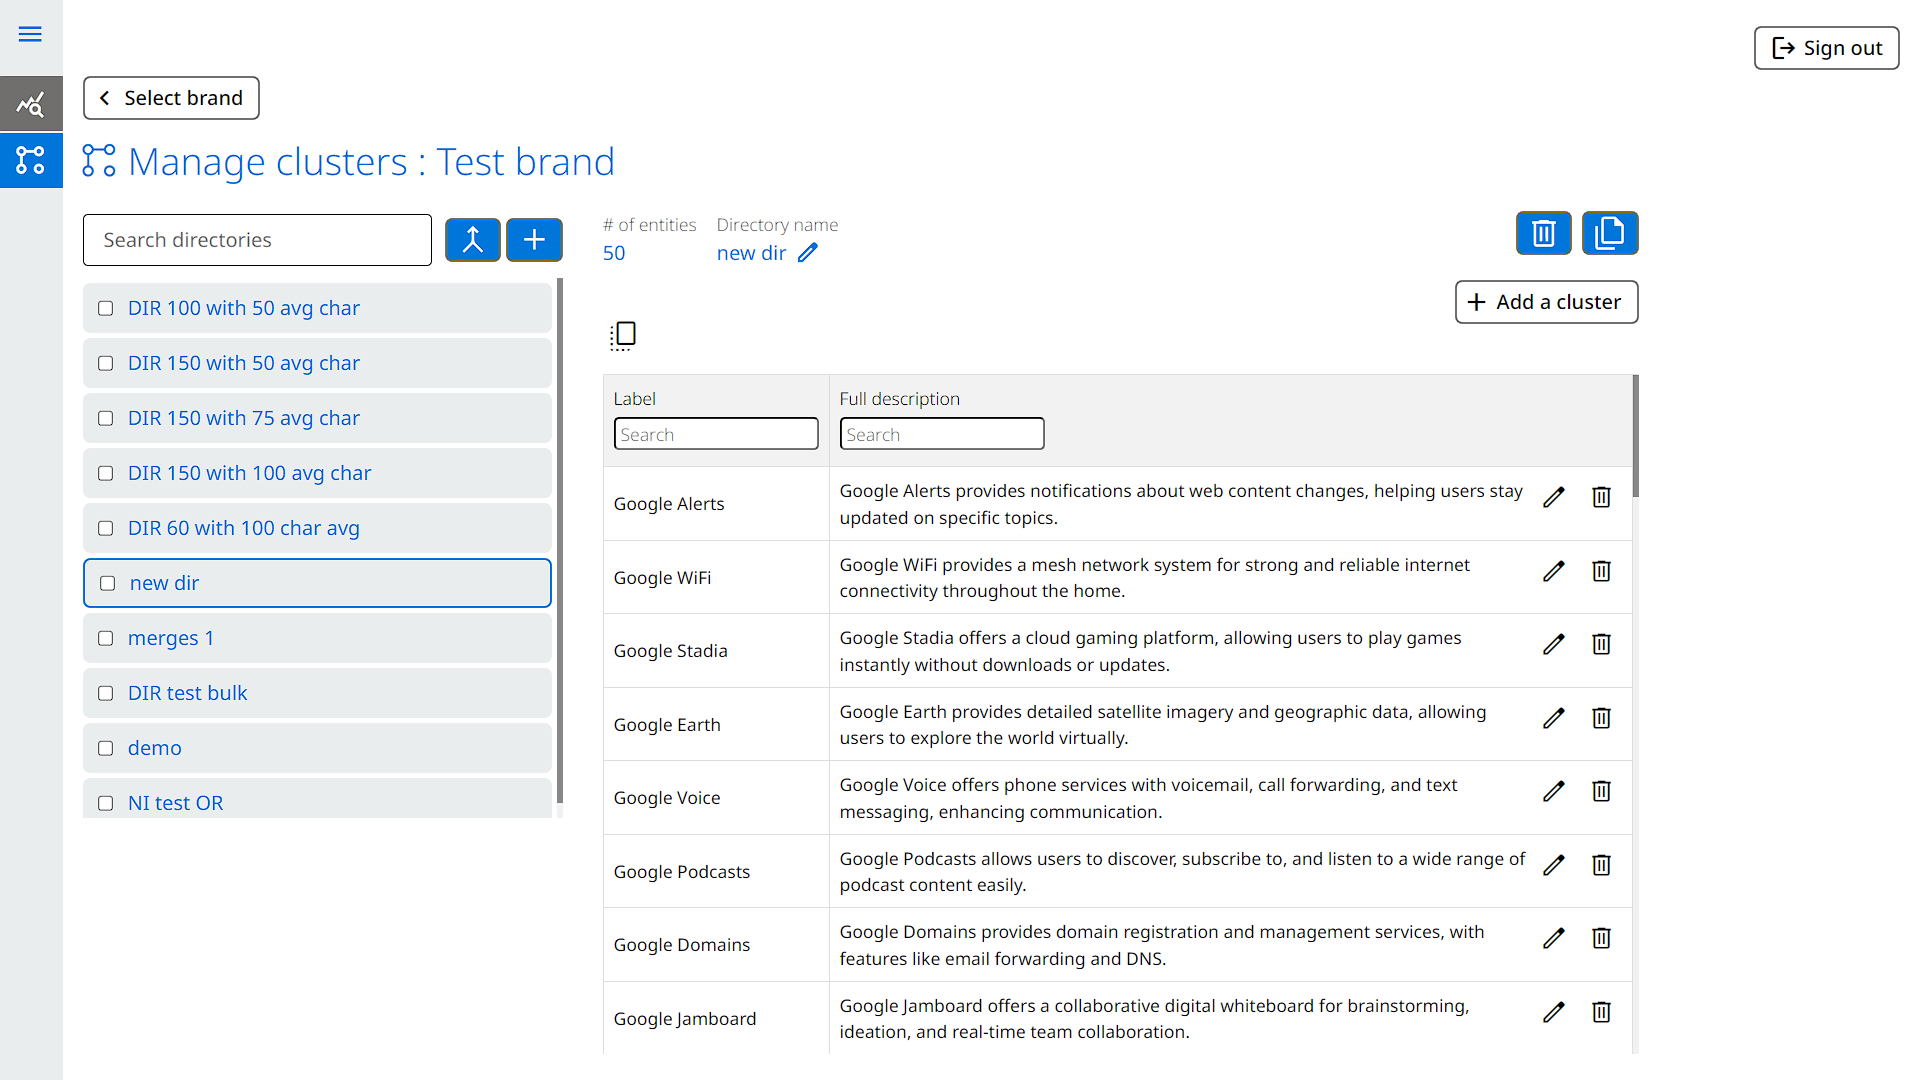 Sign out
Select brand
Manage clusters : Test brand
Search directories
# of entities
50
Directory name
new dir
Add a cluster
DIR 100 with 50 avg char
DIR 150 with 50 avg char
DIR 150 with 75 avg char
DIR 150 with 100 avg char
DIR 60 with 100 char avg
new dir
merges 1
DIR test bulk
demo
NI test OR
Label
Full description
Search
Search
Google Alerts
Google Alerts provides notifications about web content changes, helping users stay
updated on specific topics.
Google WiFi
Google WiFi provides a mesh network system for strong and reliable internet
connectivity throughout the home.
Google Stadia
Google Stadia offers a cloud gaming platform, allowing users to play games
instantly without downloads or updates.
Google Earth
Google Earth provides detailed satellite imagery and geographic data, allowing
users to explore the world virtually.
Google Voice
Google Voice offers phone services with voicemail, call forwarding, and text
messaging, enhancing communication.
Google Podcasts
Google Podcasts allows users to discover, subscribe to, and listen to a wide range of
podcast content easily.
Google Domains
Google Domains provides domain registration and management services, with
features like email forwarding and DNS.
Google Jamboard
Google Jamboard offers a collaborative digital whiteboard for brainstorming,
ideation, and real-time team collaboration.